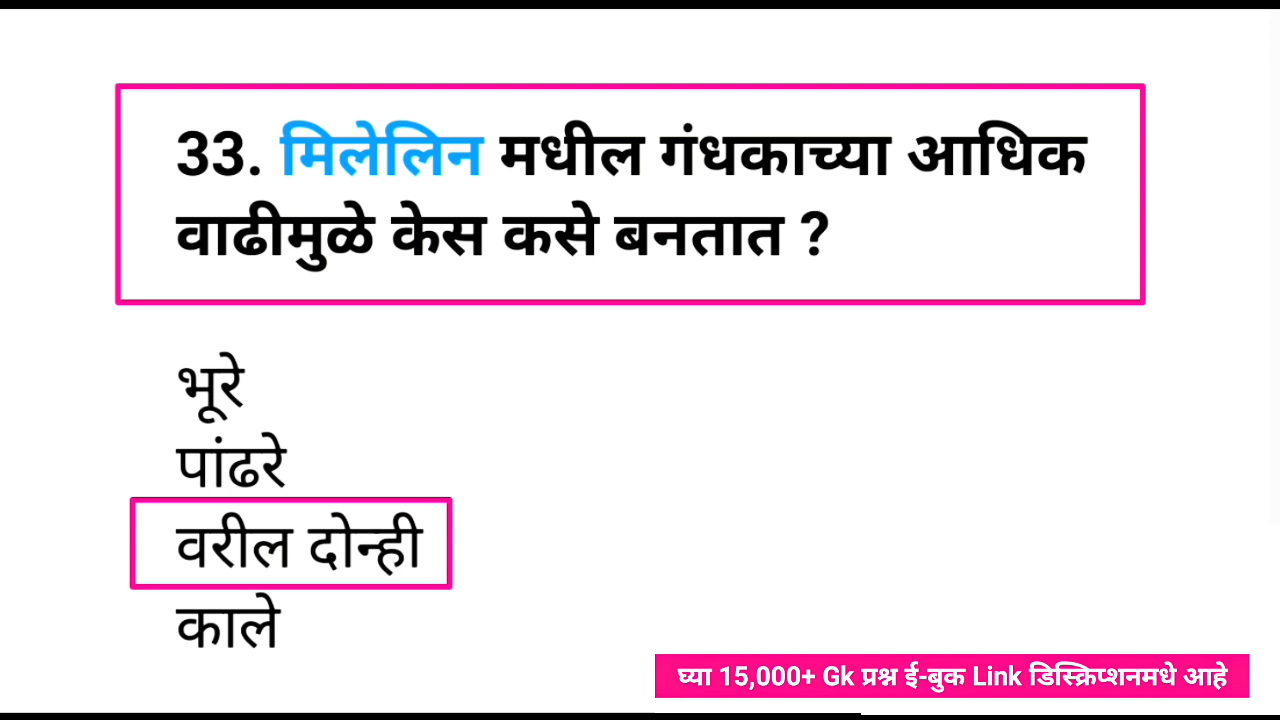 33. मिलेलिन मधील गंधकाच्या आधिक
वाढीमुळे केस कसे बनतात ?
भूरे
पांढरे
वरील दोन्ही
काले
घ्या 15,000+ Gk प्रश्न ई-बुक Link डिस्क्रिप्शनमधे आहे